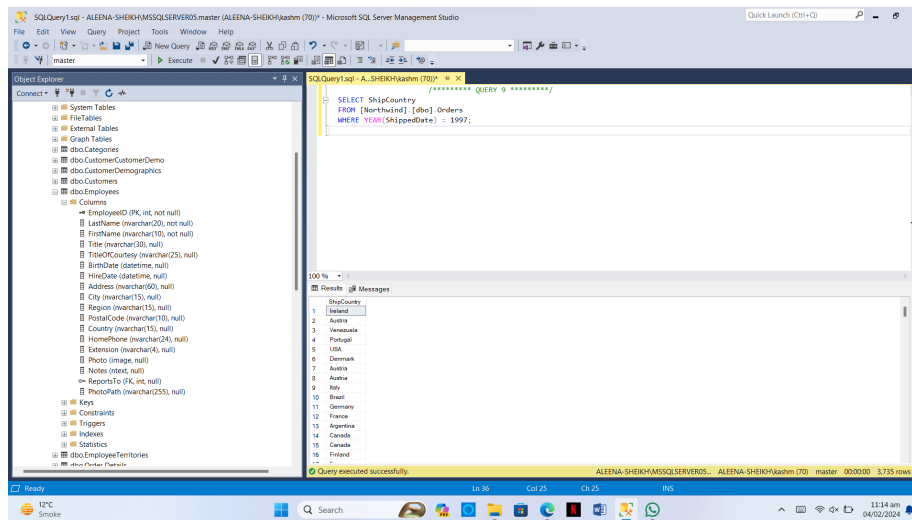 SQLQuery1.sql - ALEENA-SHEIKH\MSSQLSERVER05.master (ALEENA-SHEIKH\kashm (70))* - Microsoft SQL Server Management Studio
Quick Launch (Ctrl+Q)
File Edit View Query Project Tools Window Help
New Query
master
Execute
Object Explorer
SQLQuery1.sql - A...SHEIKH\kashm (70))*
Connect
System Tables
FileTables
External Tables
Graph Tables
dbo.Categories
dbo.CustomerCustomerDemo
dbo.CustomerDemographics
dbo.Customers
dbo.Employees
Columns
EmployeeID (PK, int, not null)
LastName (nvarchar(20), not null)
FirstName (nvarchar(10), not null)
Title (nvarchar(30), null)
TitleOfCourtesy (nvarchar(25), null)
BirthDate (datetime, null)
HireDate (datetime, null)
Address (nvarchar(60), null)
City (nvarchar(15), null)
Region (nvarchar(15), null)
PostalCode (nvarchar(10), null)
Country (nvarchar(15), null)
HomePhone (nvarchar(24), null)
Extension (nvarchar(4), null)
Photo (image, null)
Notes (ntext, null)
ReportsTo (FK, int, null)
PhotoPath (nvarchar(255), null)
Keys
Constraints
Triggers
Indexes
Statistics
dbo.EmployeeTerritories
dbo.Order Details
/********* QUERY 9 *********/
SELECT ShipCountry
FROM [Northwind].[dbo].Orders
WHERE YEAR(ShippedDate) = 1997;
100 %
Results Messages
ShipCountry
1 Ireland
2 Austria
3 Venezuela
4 Portugal
5 USA
6 Denmark
7 Austria
8 Austria
9 Italy
10 Brazil
11 Germany
12 France
13 Argentina
14 Canada
15 Canada
16 Finland
Query executed successfully.
ALEENA-SHEIKH\MSSQLSERVER05... ALEENA-SHEIKH\kashm (70) master 00:00:00 3,735 rows
Ready
Ln 36 Col 25 Ch 25 INS
12°C
Smoke
Search
11:14 am
04/02/2024